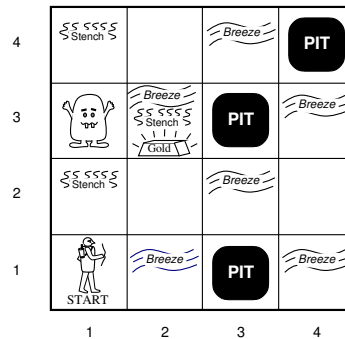 4
Stench
Breeze
PIT
3
Breeze
Stench
Gold
PIT
Breeze
2
Stench
Breeze
1
START
Breeze
PIT
Breeze
1 2 3 4